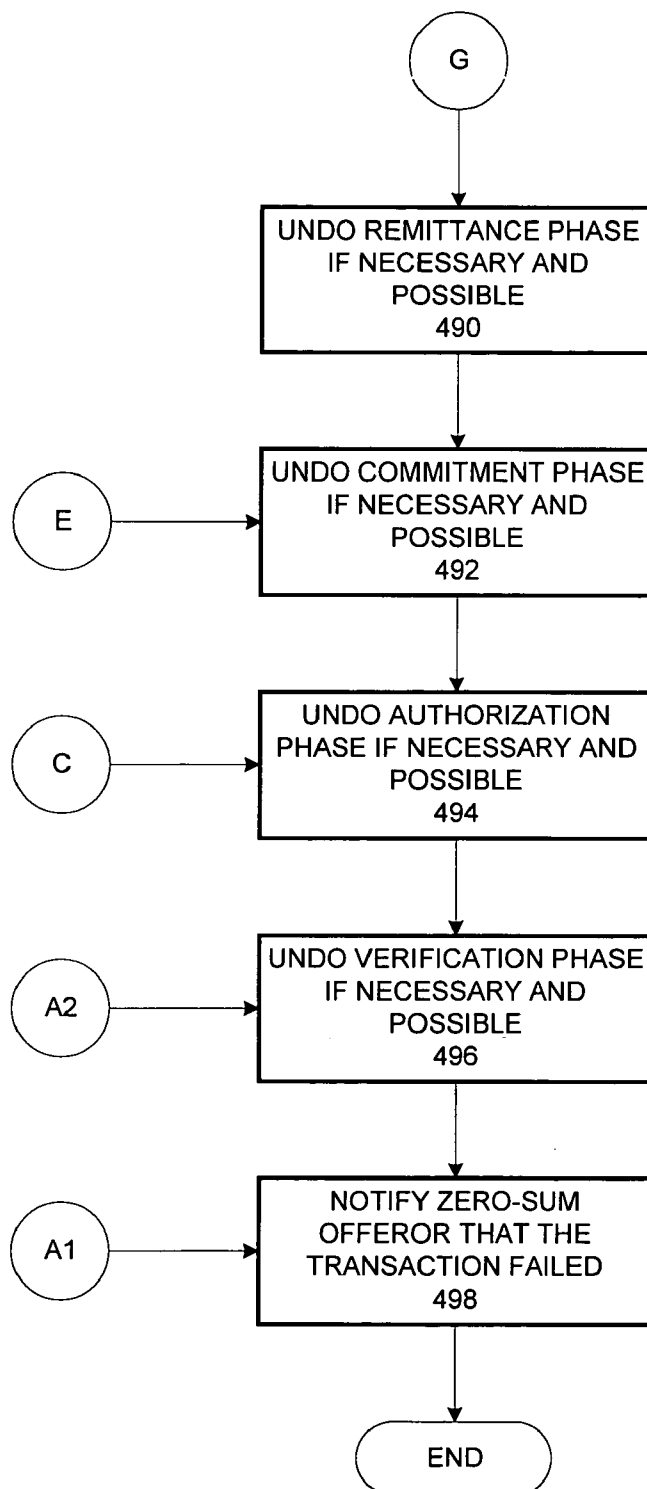 G
UNDO REMITTANCE PHASE
IF NECESSARY AND
POSSIBLE
490
E
UNDO COMMITMENT PHASE
IF NECESSARY AND
POSSIBLE
492
C
UNDO AUTHORIZATION
PHASE IF NECESSARY AND
POSSIBLE
494
A2
UNDO VERIFICATION PHASE
IF NECESSARY AND
POSSIBLE
496
A1
NOTIFY ZERO-SUM
OFFEROR THAT THE
TRANSACTION FAILED
498
END